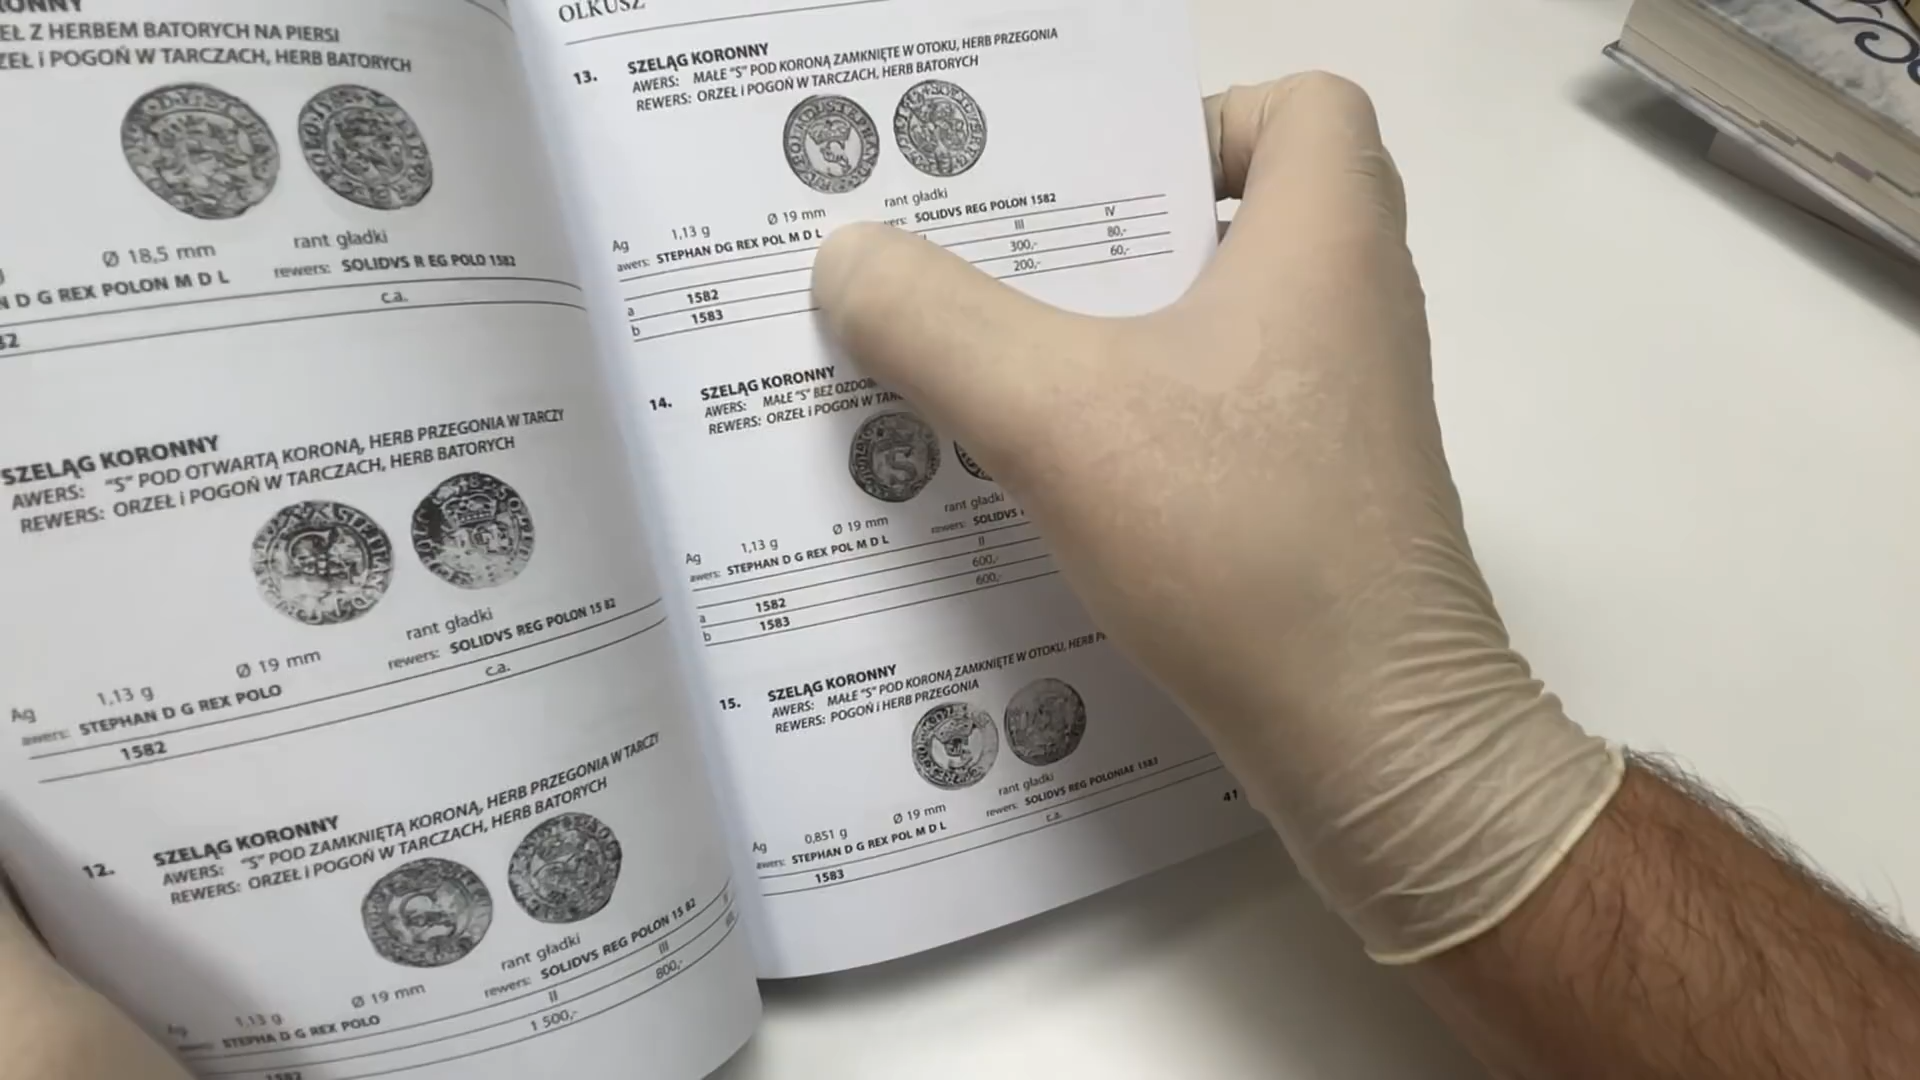 Z HERBEM BATORYCH NA PIERSI
I POGOŃ W TARCZACH, HERB BATORYCH
Ø 18,5 mm rant gładki
D G REX POLON M D L rewers: SOLIDVS R EG POLO 1582
c.a.
SZELĄG KORONNY
AWERS: "S" POD OTWARTĄ KORONĄ, HERB PRZEGONIA W TARCZY
REWERS: ORZEŁ i POGOŃ W TARCZACH, HERB BATORYCH
Ag 1,13 g Ø 19 mm rant gładki
awers: STEPHAN D G REX POLO rewers: SOLIDVS REG POLON 15 82
c.a.
1582
12. SZELĄG KORONNY
AWERS: "S" POD ZAMKNIĘTĄ KORONĄ, HERB PRZEGONIA W TARCZY
REWERS: ORZEŁ i POGOŃ W TARCZACH, HERB BATORYCH
Ag 1,13 g Ø 19 mm rant gładki
STEPHA D G REX POLO rewers: SOLIDVS REG POLON 15 82
II III
1 500,- 800,-
1582
OLKUSZ
13. SZELĄG KORONNY
AWERS: MAŁE "S" POD KORONĄ ZAMKNIĘTE W OTOKU, HERB PRZEGONIA
REWERS: ORZEŁ i POGOŃ W TARCZACH, HERB BATORYCH
Ag 1,13 g Ø 19 mm rant gładki
awers: STEPHAN DG REX POL M D L SOLIDVS REG POLON 1582
III IV
a 1582 300,- 80,-
b 1583 200,- 60,-
14. SZELĄG KORONNY
AWERS: MAŁE "S" BEZ
REWERS: ORZEŁ i POGOŃ W
Ag 1,13 g Ø 19 mm rant gładki
awers: STEPHAN D G REX POL M D L rewers: SOLIDVS
II
a 1582 600,-
b 1583 600,-
15. SZELĄG KORONNY
AWERS: MAŁE "S" POD KORONĄ ZAMKNIĘTE W OTOKU, HERB
REWERS: POGOŃ i HERB PRZEGONIA
Ag 0,851 g Ø 19 mm rant gładki
awers: STEPHAN D G REX POL M D L rewers: SOLIDVS REG POLONIAE 1583
c.a.
1583
41